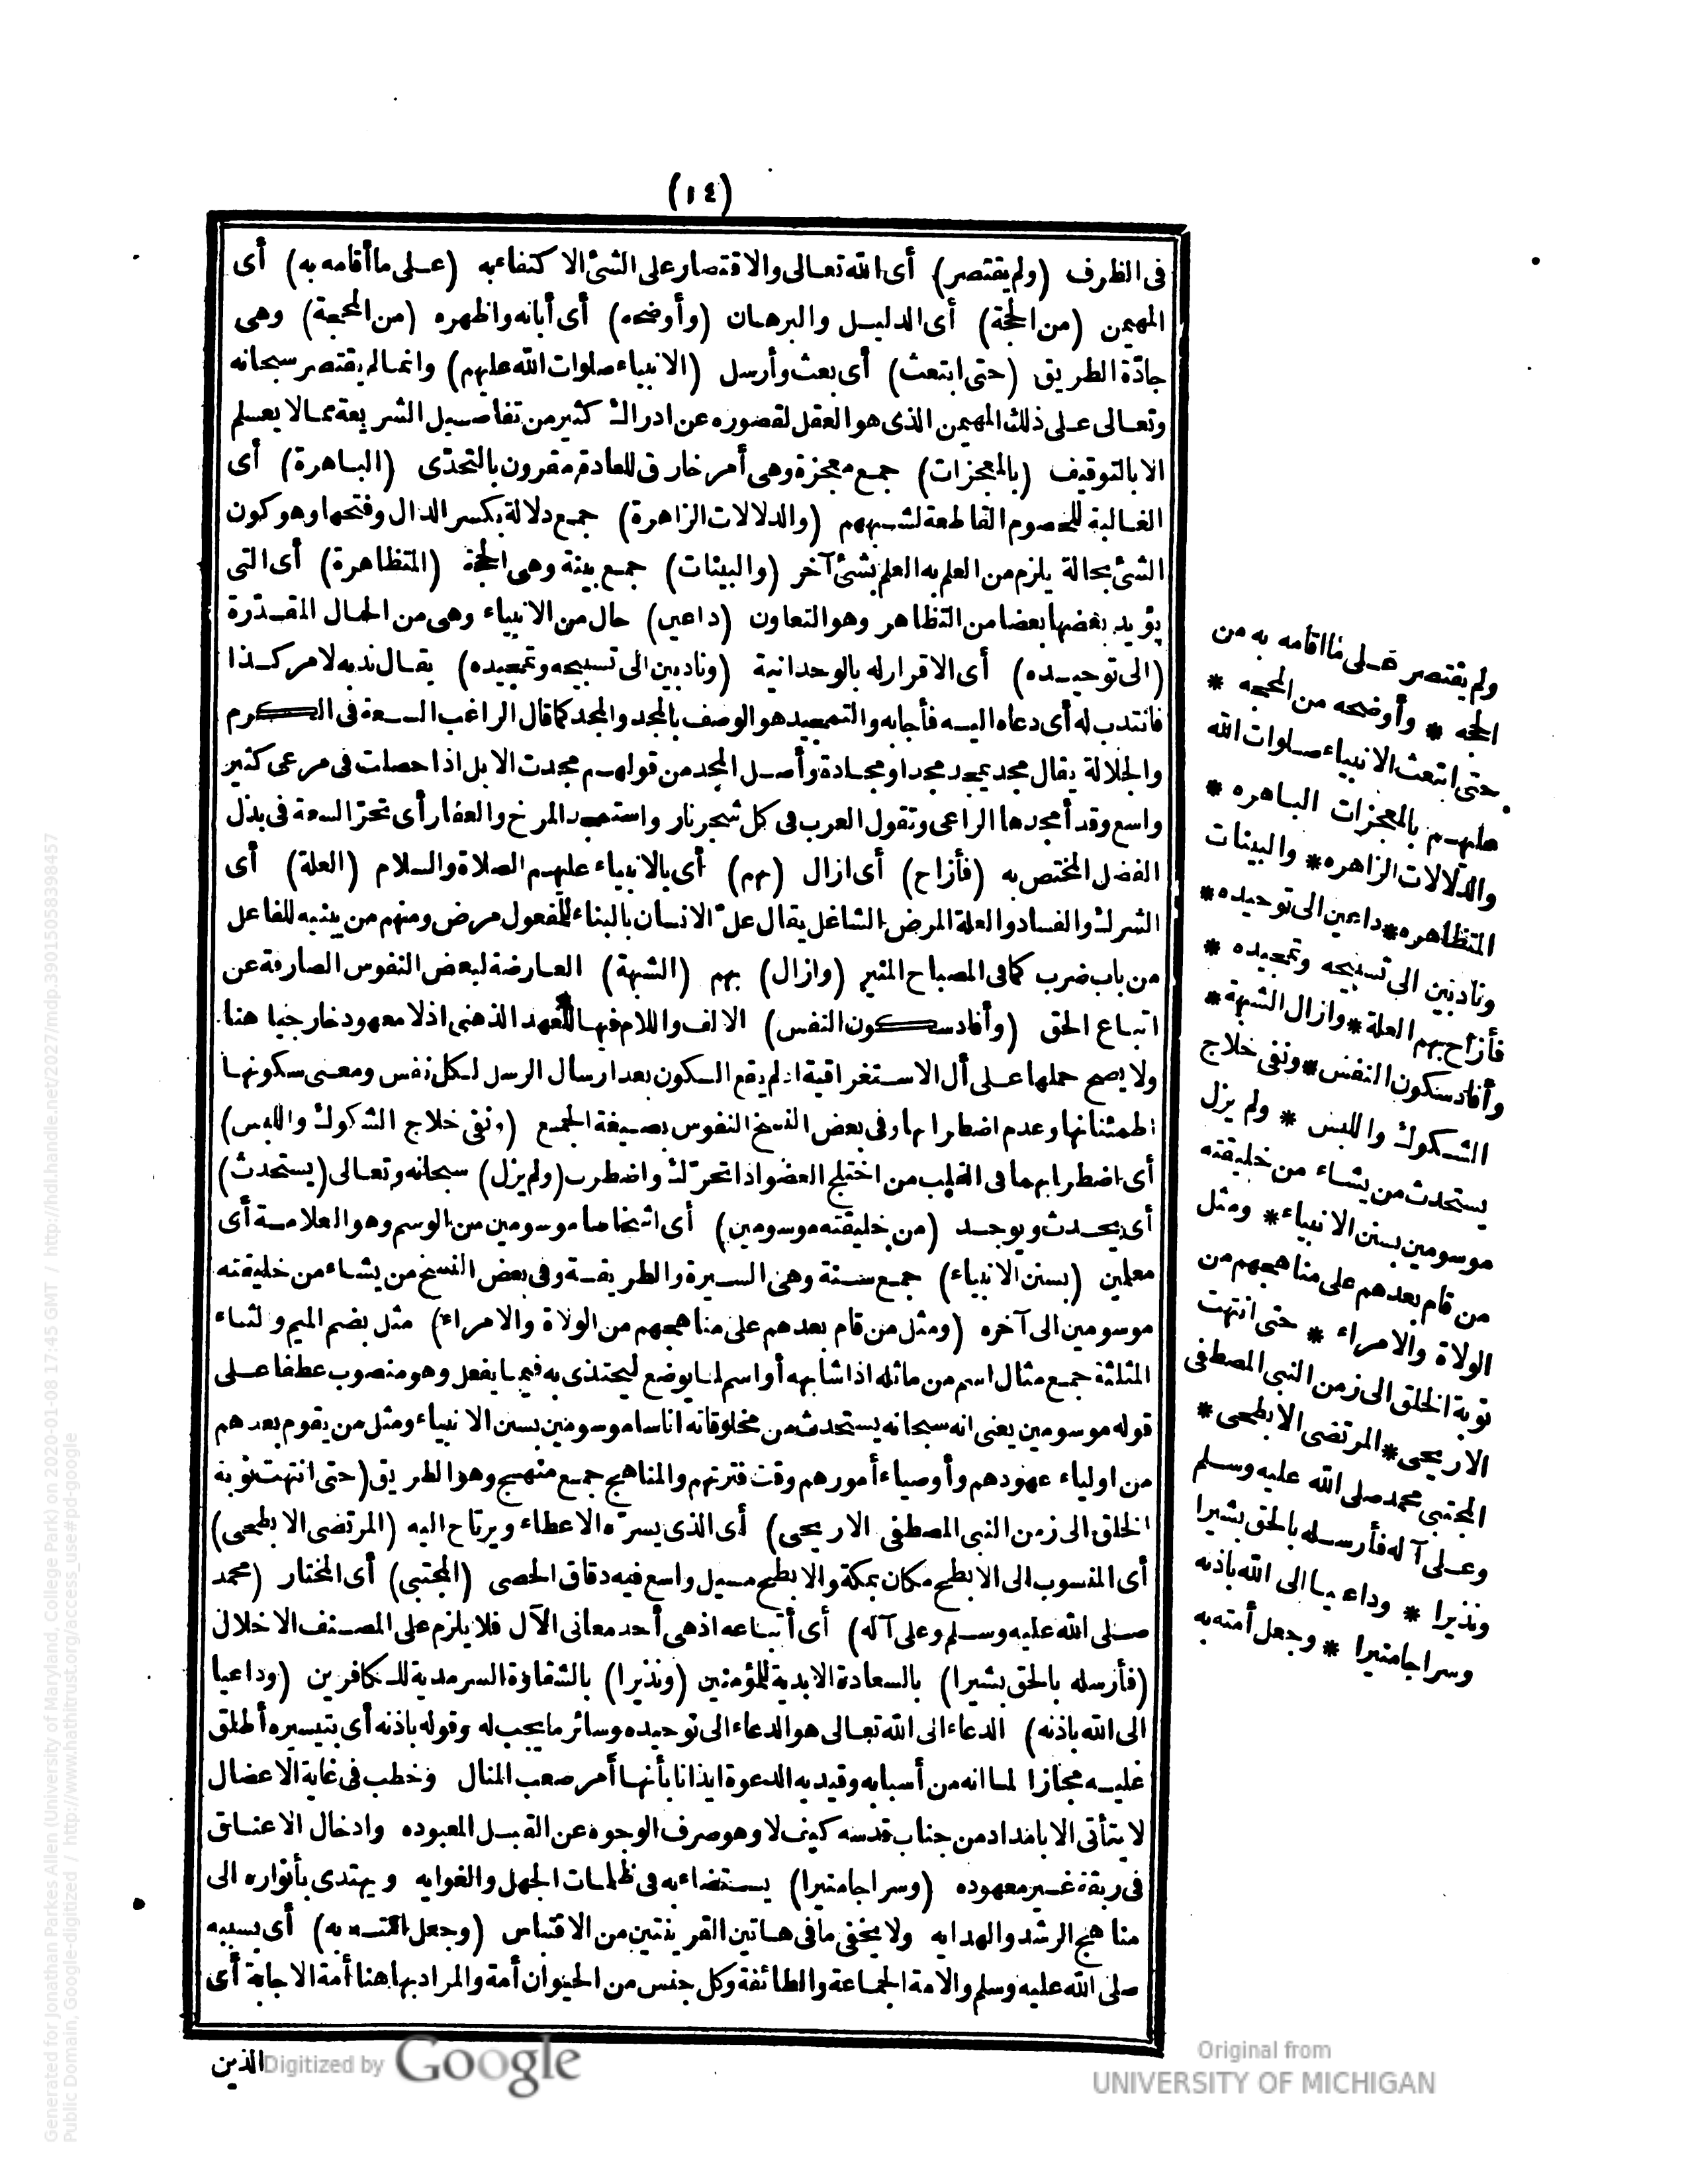 (١٤)
فى الظرف (ولم يقتصر) أى الله تعالى والاقتصار على الشئ الاكتفاء به (على ما أقامه به) أى
المهيمن (من الحجة) أى الدليل والبرهان (وأوضحه) أى أبانه واظهره (من المحجة) وهى
جادّة الطريق (حتى ابتعث) أى بعث وأرسل (الانبياء صلوات الله عليهم) وانما لم يقتصر سبحانه
وتعالى على ذلك المهيمن الذى هو العقل لقصوره عن ادراك كثير من تفاصيل الشريعة مما لا يعلم
الا بالتوقيف (بالمعجزات) جمع معجزة وهى أمر خارق للعادة مقرون بالتحدّى (الباهرة) أى
الغالبة للخصوم القاطعة لشبههم (والدلالات الزاهرة) جمع دلالة بكسر الدال وفتحها وهو كون
الشئ بحالة يلزم من العلم به العلم بشئ آخر (والبينات) جمع بينة وهى الحجة (المتظاهرة) أى التى
يؤيد بعضها بعضا من التظاهر وهو التعاون (داعين) حال من الانبياء وهى من الحال المقدّرة
(الى توحيده) أى الاقرار له بالوحدانية (ونادبين الى تسبيحه وتمجيده) يقال ندبه لامر كذا
فانتدب له أى دعاه اليه فأجابه والتمجيد هو الوصف بالمجد والمجد كما قال الراغب السعة فى الكرم
والجلالة يقال مجد يمجد مجدا ومجادة وأصل المجد من قولهم مجدت الابل اذا حصلت فى مرعى كثير
واسع وقد أمجدها الراعى وتقول العرب فى كل شجر نار واستمجد المرخ والعفار أى تحرّ السعة فى بذل
الفضل المختص به (فأزاح) أى ازال (بهم) أى بالانبياء عليهم الصلاة والسلام (العلة) أى
الشرك والفساد والعلة المرض الشاغل يقال علّ الانسان بالبناء للمفعول مرض ومنهم من يبنيه للفاعل
من باب ضرب كما فى المصباح المنير (وازال) بهم (الشبهة) العارضة لبعض النفوس الصارفة عن
اتباع الحق (وأفاد سكون النفس) الالف واللام فيها للعهد الذهنى اذ لا معهود خارجيا هنا
ولا يصح حملها على أل الاستغراقية اذ لم يقع السكون بعد ارسال الرسل لكل نفس ومعنى سكونها
اطمئنانها وعدم اضطرابها وفى بعض النسخ النفوس بصيغة الجمع (ونفى خلاج الشكوك واللبس)
أى اضطرابهما فى القلب من اختلج العضو اذا تحرّك واضطرب (ولم يزل) سبحانه وتعالى (يستحدث)
أى يحدث ويوجد (من خليقته موسومين) أى اشخاصا موسومين من الوسم وهو العلامة أى
معلمين (بسنن الانبياء) جمع سنة وهى السيرة والطريقة وفى بعض النسخ من يشاء من خليقته
موسومين الى آخره (ومثل من قام بعدهم على مناهجهم من الولاة والامراء) مثل بضم الميم والثاء
المثلثة جمع مثال اسم من ماثله اذا شابهه أو اسم لما يوضع ليحتذى به فيما يفعل وهو منصوب عطفا على
قوله موسومين يعنى انه سبحانه يستحدث من مخلوقاته اناسا موسومين بسنن الانبياء ومثل من يقوم بعدهم
من اولياء عهودهم وأوصياء أمورهم وقت فترتهم والمناهج جمع منهج وهو الطريق (حتى انتهت نوبة
الخلق الى زمن النبى المصطفى الاريحى) أى الذى يسرّه الاعطاء ويرتاح اليه (المرتضى الابطحى)
أى المنسوب الى الابطح مكان بمكة والابطح مسيل واسع فيه دقاق الحصى (المجتبى) أى المختار (محمد
صلى الله عليه وسلم وعلى آله) أى أتباعه اذ هى أحد معانى الآل فلا يلزم على المصنف الاخلال
(فأرسله بالحق بشيرا) بالسعادة الابدية للمؤمنين (ونذيرا) بالشقاوة السرمدية للكافرين (وداعيا
الى الله باذنه) الدعاء الى الله تعالى هو الدعاء الى توحيده وسائر ما يجب له وقوله باذنه أى بتيسيره أطلق
عليه مجازا لما انه من أسبابه وقيد به الدعوة ايذانا بأنها أمر صعب المنال وخطب فى غاية الاعضال
لا يتأتى الا بامداد من جناب قدسه كيف لا وهو صرف الوجوه عن القبل المعبوده وادخال الاعناق
فى ربقة غير معهوده (وسراجا منيرا) يستضاء به فى ظلمات الجهل والغوايه ويهتدى بأنواره الى
مناهج الرشد والهدايه ولا يخفى ما فى هاتين القرينتين من الاقتباس (وجعل امته به) أى بسببه
صلى الله عليه وسلم والامة الجماعة والطائفة وكل جنس من الحيوان أمة والمراد بها هنا أمة الاجابة أى
الذين
ولم يقتصر على ما اقامه به من
الحجه * وأوضحه من المحجه *
حتى ابتعث الانبياء صلوات الله
عليهم بالمعجزات الباهره *
والدّلالات الزاهره * والبينات
المتظاهره * داعين الى توحيده *
ونادبين الى تسبيحه وتمجيده *
فأزاح بهم العلة * وازال الشبهة *
وأفاد سكون النفس * ونفى خلاج
الشكوك واللبس * ولم يزل
يستحدث من يشاء من خليقته
موسومين بسنن الانبياء * ومثل
من قام بعدهم على مناهجهم من
الولاة والامراء * حتى انتهت
نوبة الخلق الى زمن النبى المصطفى
الاريحى * المرتضى الابطحى *
المجتبى محمد صلى الله عليه وسلم
وعلى آله فأرسله بالحق بشيرا
ونذيرا * وداعيا الى الله باذنه
وسراجا منيرا * وجعل أمته به
Digitized by Google
Original from
UNIVERSITY OF MICHIGAN
Generated for Jonathan Parkes Allen (University of Maryland, College Park) on 2020-01-08 17:45 GMT / http://hdl.handle.net/2027/mdp.39015058398457
Public Domain, Google-digitized / http://www.hathitrust.org/access_use#pd-google